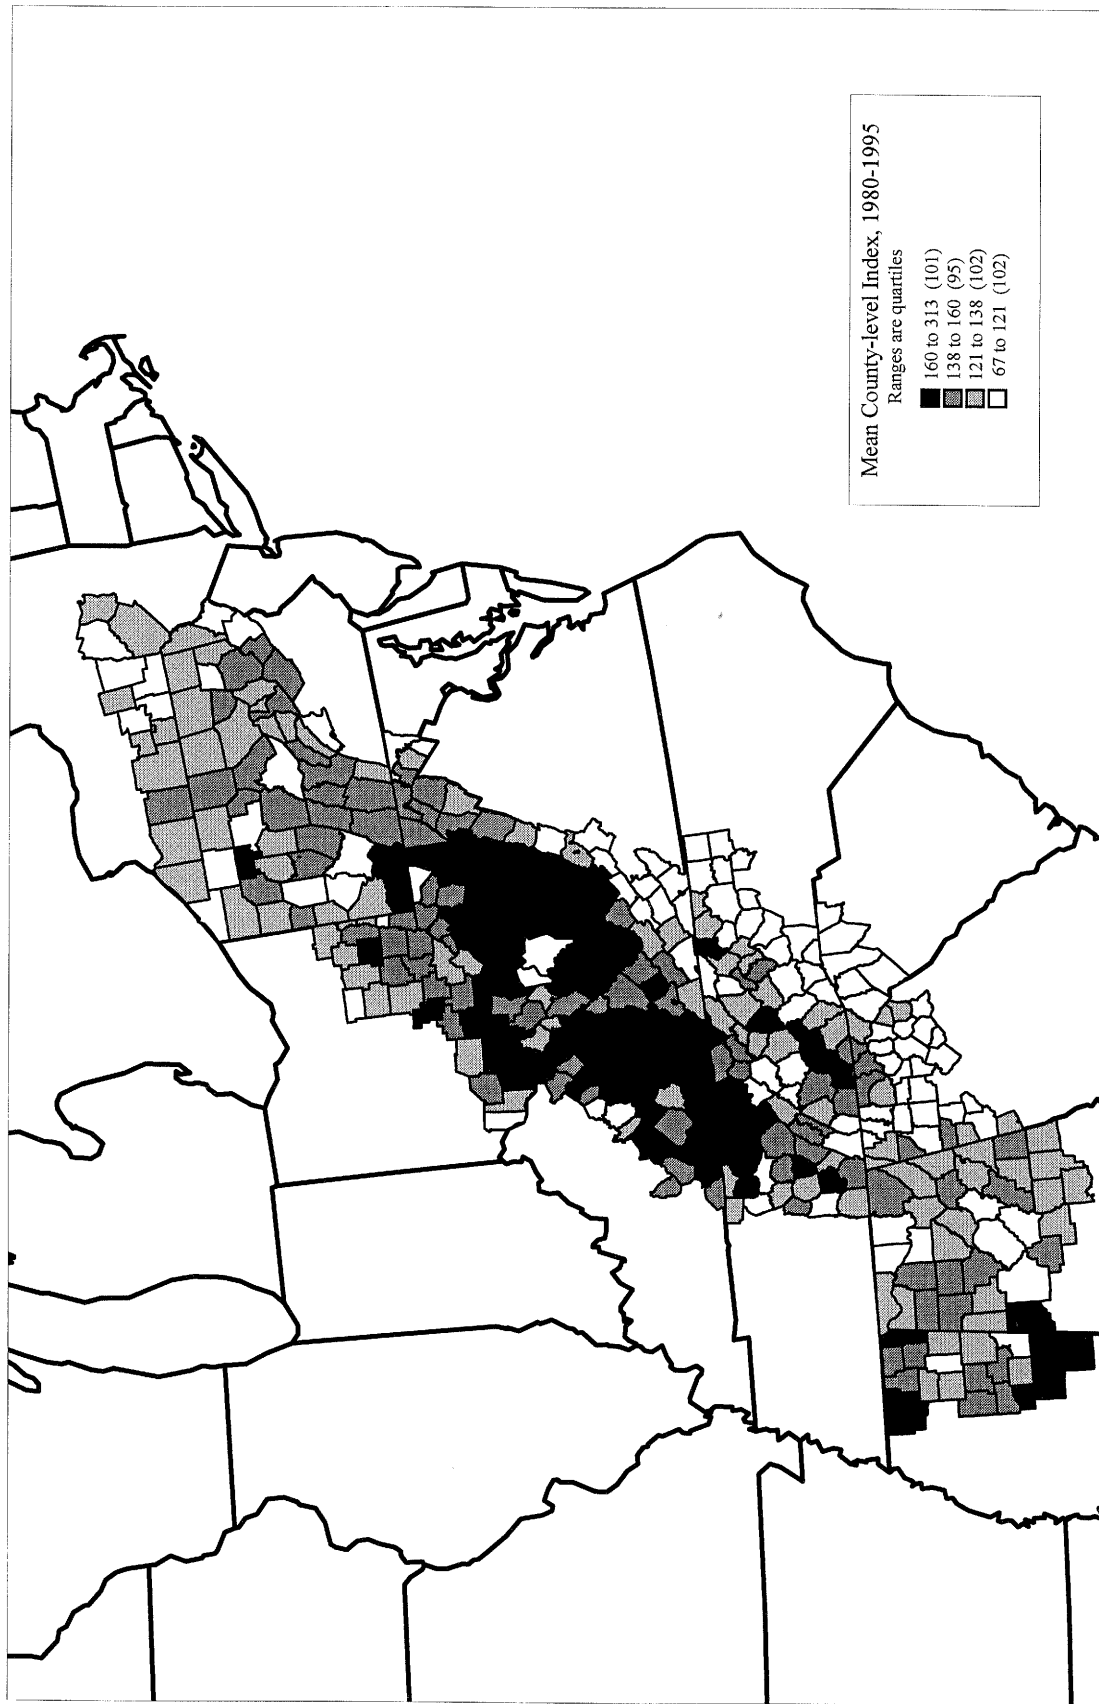 Mean County-level Index, 1980-1995
Ranges are quartiles
160 to 313 (101)
138 to 160 (95)
121 to 138 (102)
67 to 121 (102)